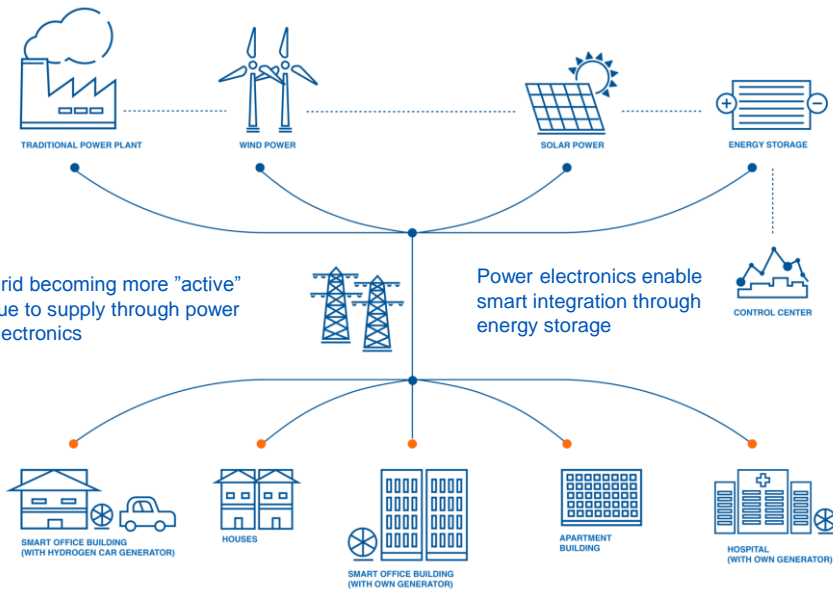 TRADITIONAL POWER PLANT
WIND POWER
SOLAR POWER
ENERGY STORAGE
rid becoming more ”active”
ue to supply through power
ectronics
Power electronics enable
smart integration through
energy storage
CONTROL CENTER
SMART OFFICE BUILDING
(WITH HYDROGEN CAR GENERATOR)
HOUSES
SMART OFFICE BUILDING
(WITH OWN GENERATOR)
APARTMENT
BUILDING
HOSPITAL
(WITH OWN GENERATOR)